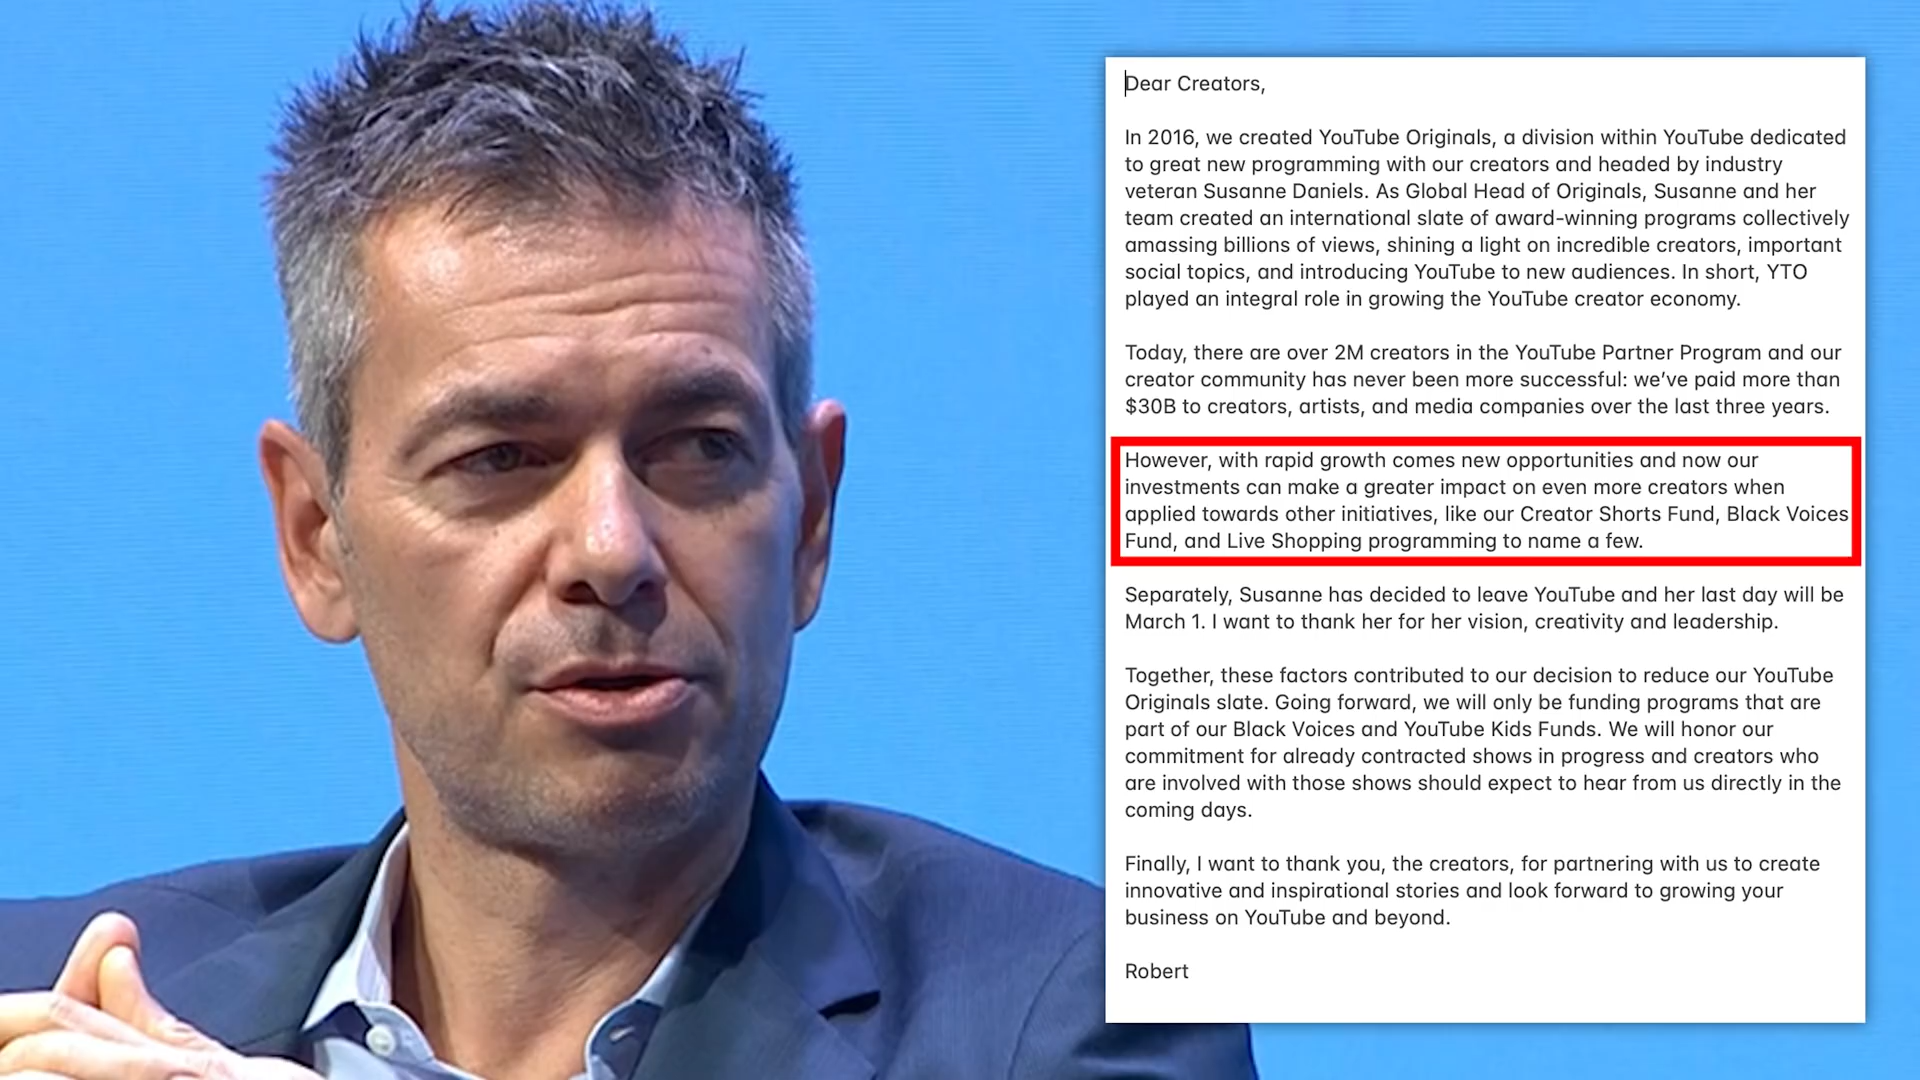 Dear Creators,
In 2016, we created YouTube Originals, a division within YouTube dedicated
to great new programming with our creators and headed by industry
veteran Susanne Daniels. As Global Head of Originals, Susanne and her
team created an international slate of award-winning programs collectively
amassing billions of views, shining a light on incredible creators, important
social topics, and introducing YouTube to new audiences. In short, YTO
played an integral role in growing the YouTube creator economy.
Today, there are over 2M creators in the YouTube Partner Program and our
creator community has never been more successful: we’ve paid more than
$30B to creators, artists, and media companies over the last three years.
However, with rapid growth comes new opportunities and now our
investments can make a greater impact on even more creators when
applied towards other initiatives, like our Creator Shorts Fund, Black Voices
Fund, and Live Shopping programming to name a few.
Separately, Susanne has decided to leave YouTube and her last day will be
March 1. I want to thank her for her vision, creativity and leadership.
Together, these factors contributed to our decision to reduce our YouTube
Originals slate. Going forward, we will only be funding programs that are
part of our Black Voices and YouTube Kids Funds. We will honor our
commitment for already contracted shows in progress and creators who
are involved with those shows should expect to hear from us directly in the
coming days.
Finally, I want to thank you, the creators, for partnering with us to create
innovative and inspirational stories and look forward to growing your
business on YouTube and beyond.
Robert